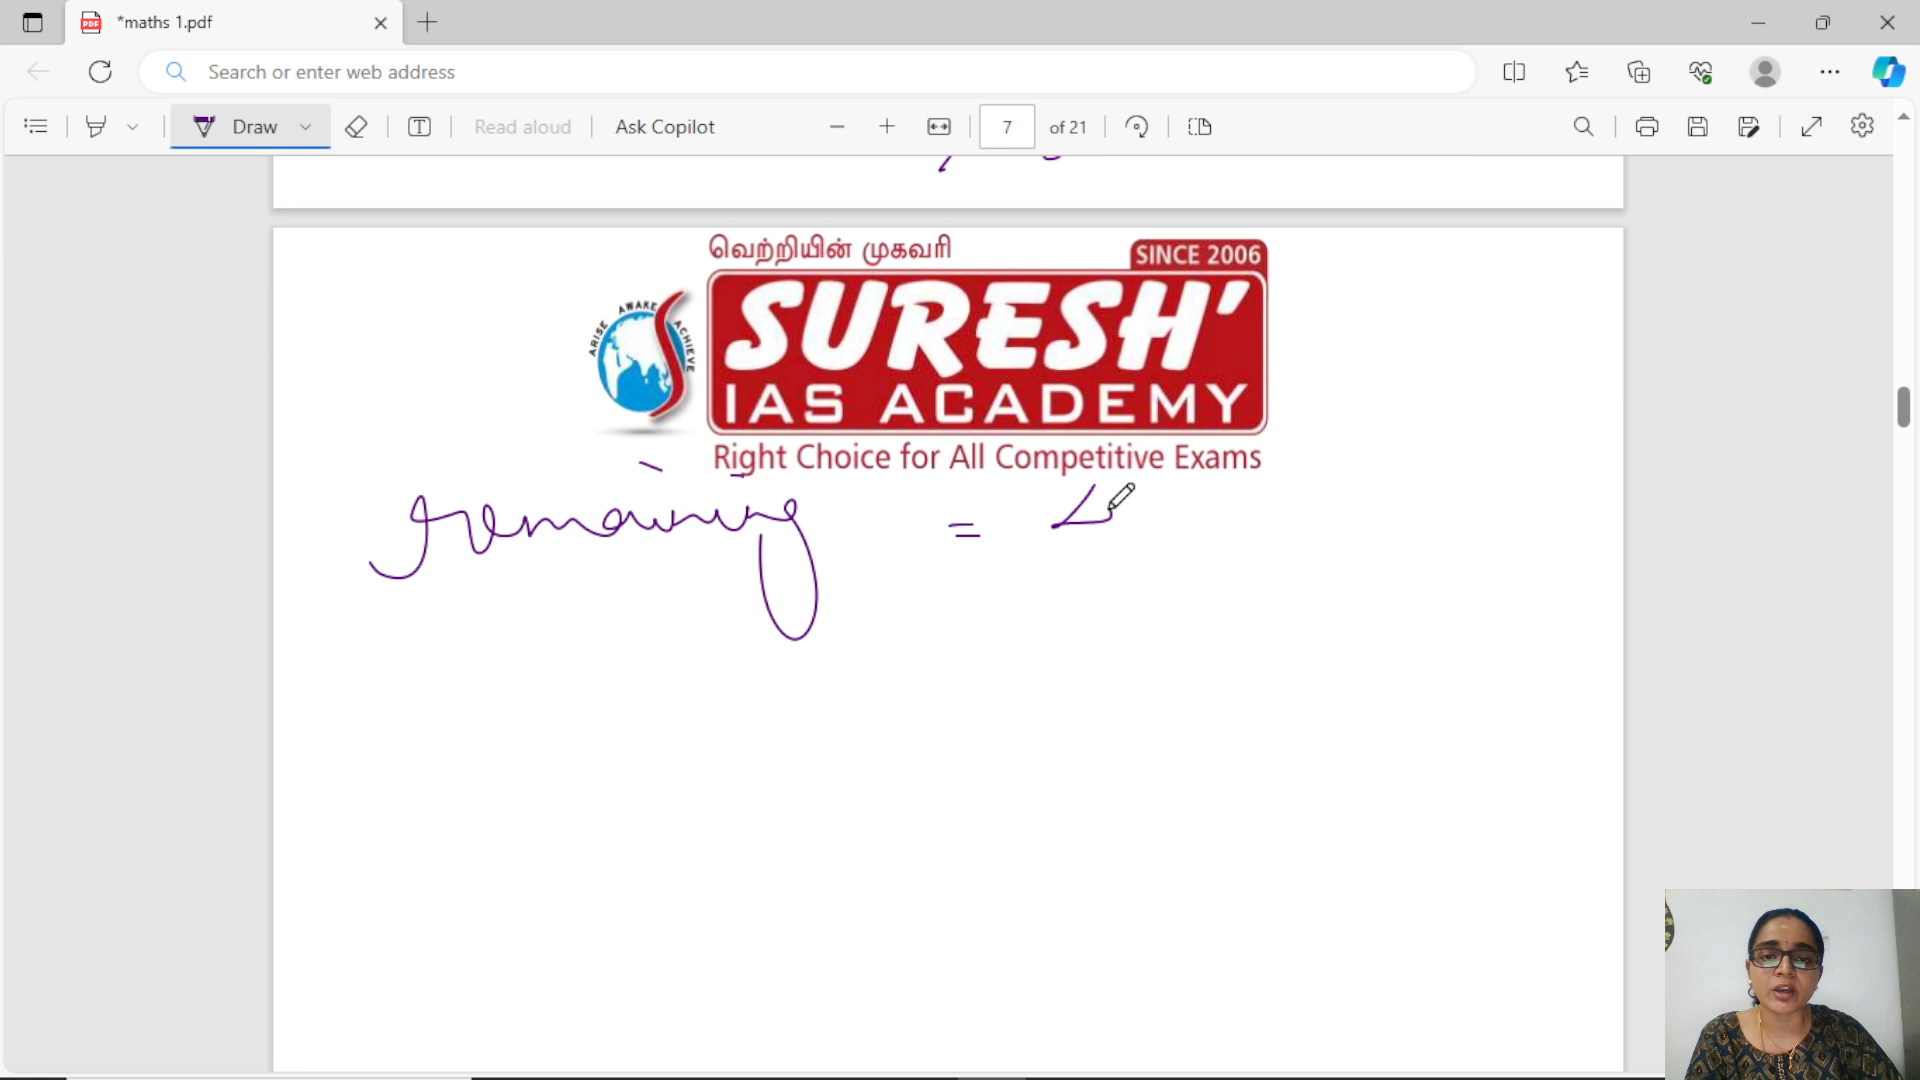 *maths 1.pdf
Search or enter web address
Draw
Read aloud
Ask Copilot
7
of 21
வெற்றியின் முகவரி
SINCE 2006
ARISE AWAKE ACHIEVE
SURESH'
IAS ACADEMY
Right Choice for All Competitive Exams
remaining =